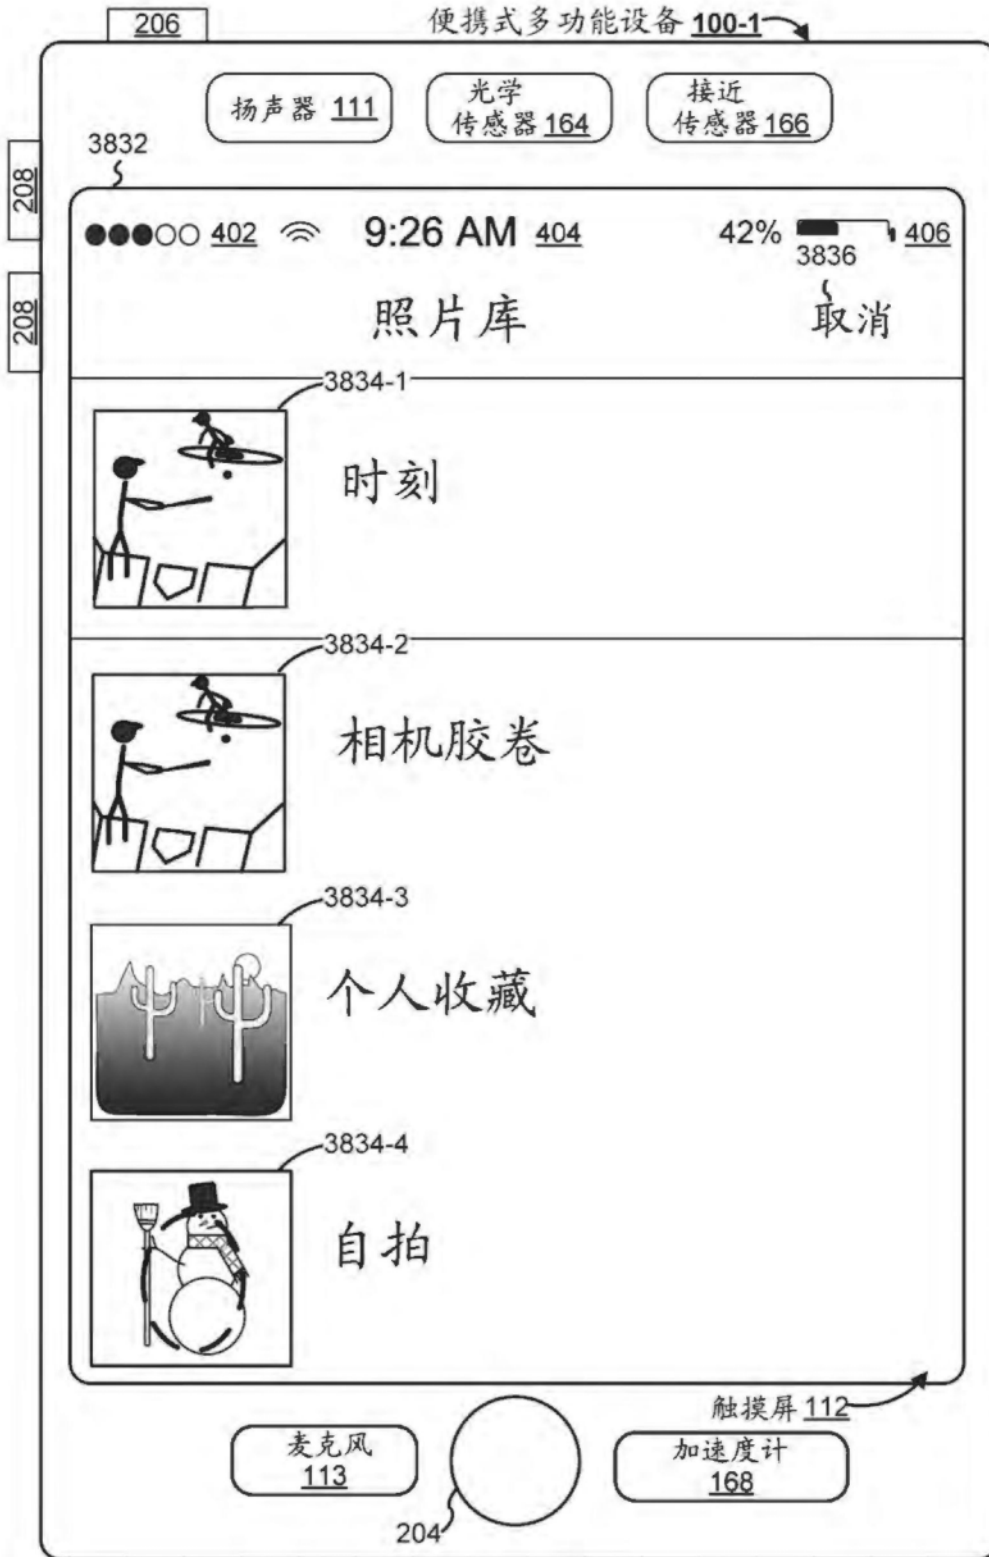 206
便携式多功能设备 100-1
扬声器 111
光学
传感器 164
接近
传感器 166
3832
208
402 9:26 AM 404 42% 406
3836
208
照片库 取消
3834-1
时刻
3834-2
相机胶卷
3834-3
个人收藏
3834-4
自拍
触摸屏 112
麦克风
113
加速度计
168
204